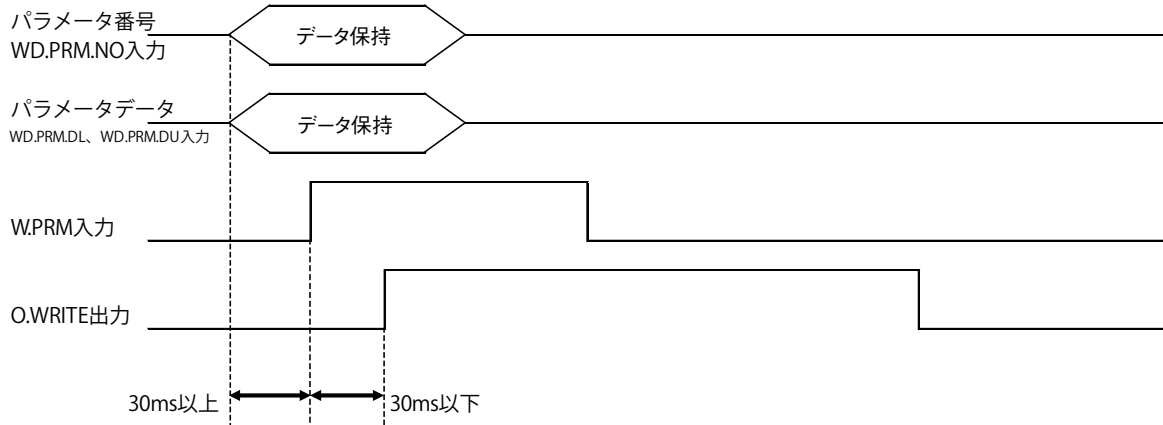 パラメータ番号
WD.PRM.NO入力
データ保持
パラメータデータ
WD.PRM.DL、WD.PRM.DU入力
データ保持
W.PRM入力
O.WRITE出力
30ms以上
30ms以下